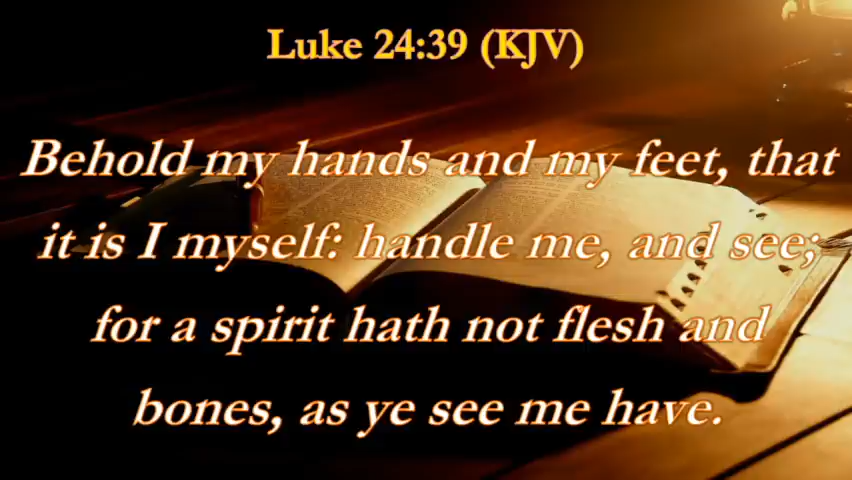 Luke 24:39 (KJV)
Behold my hands and my feet, that
it is I myself: handle me, and see;
for a spirit hath not flesh and
bones, as ye see me have.